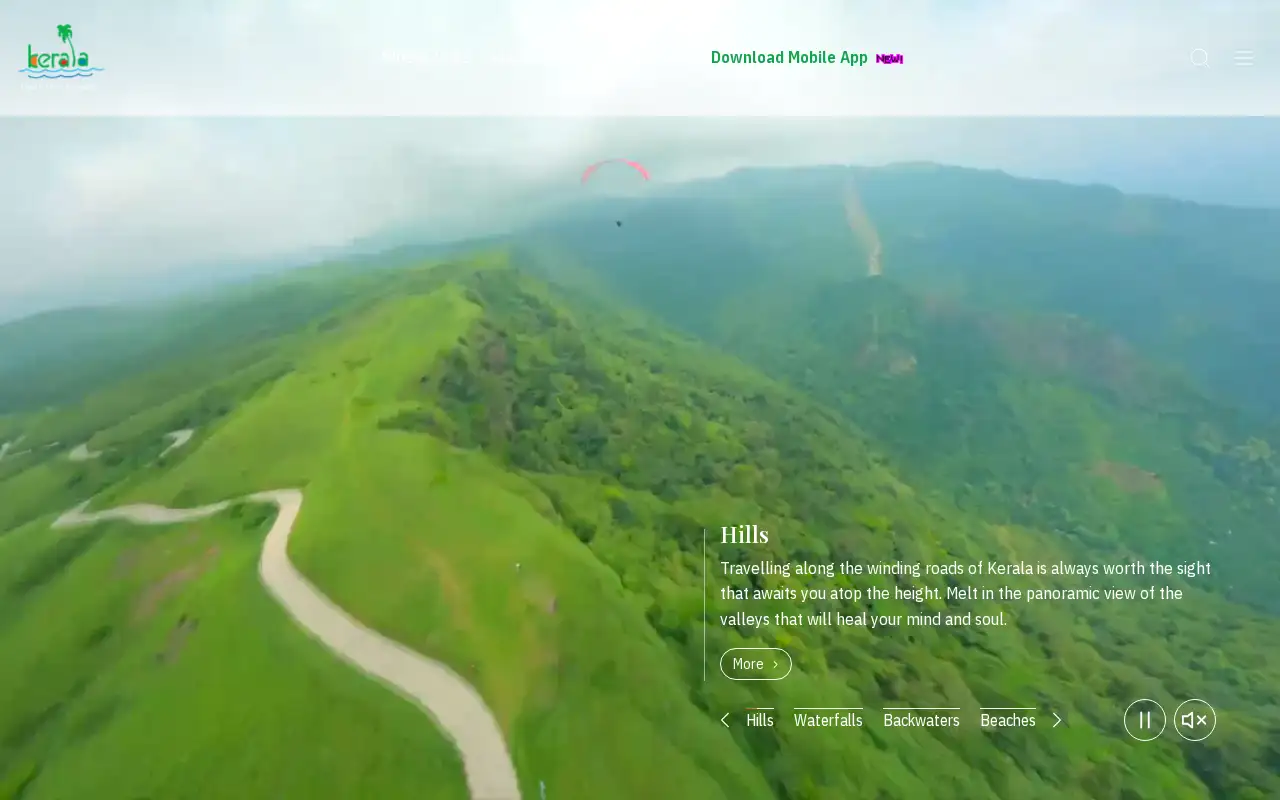 kerala
Download Mobile App NEW!
Hills
Travelling along the winding roads of Kerala is always worth the sight
that awaits you atop the height. Melt in the panoramic view of the
valleys that will heal your mind and soul.
More
Hills Waterfalls Backwaters Beaches